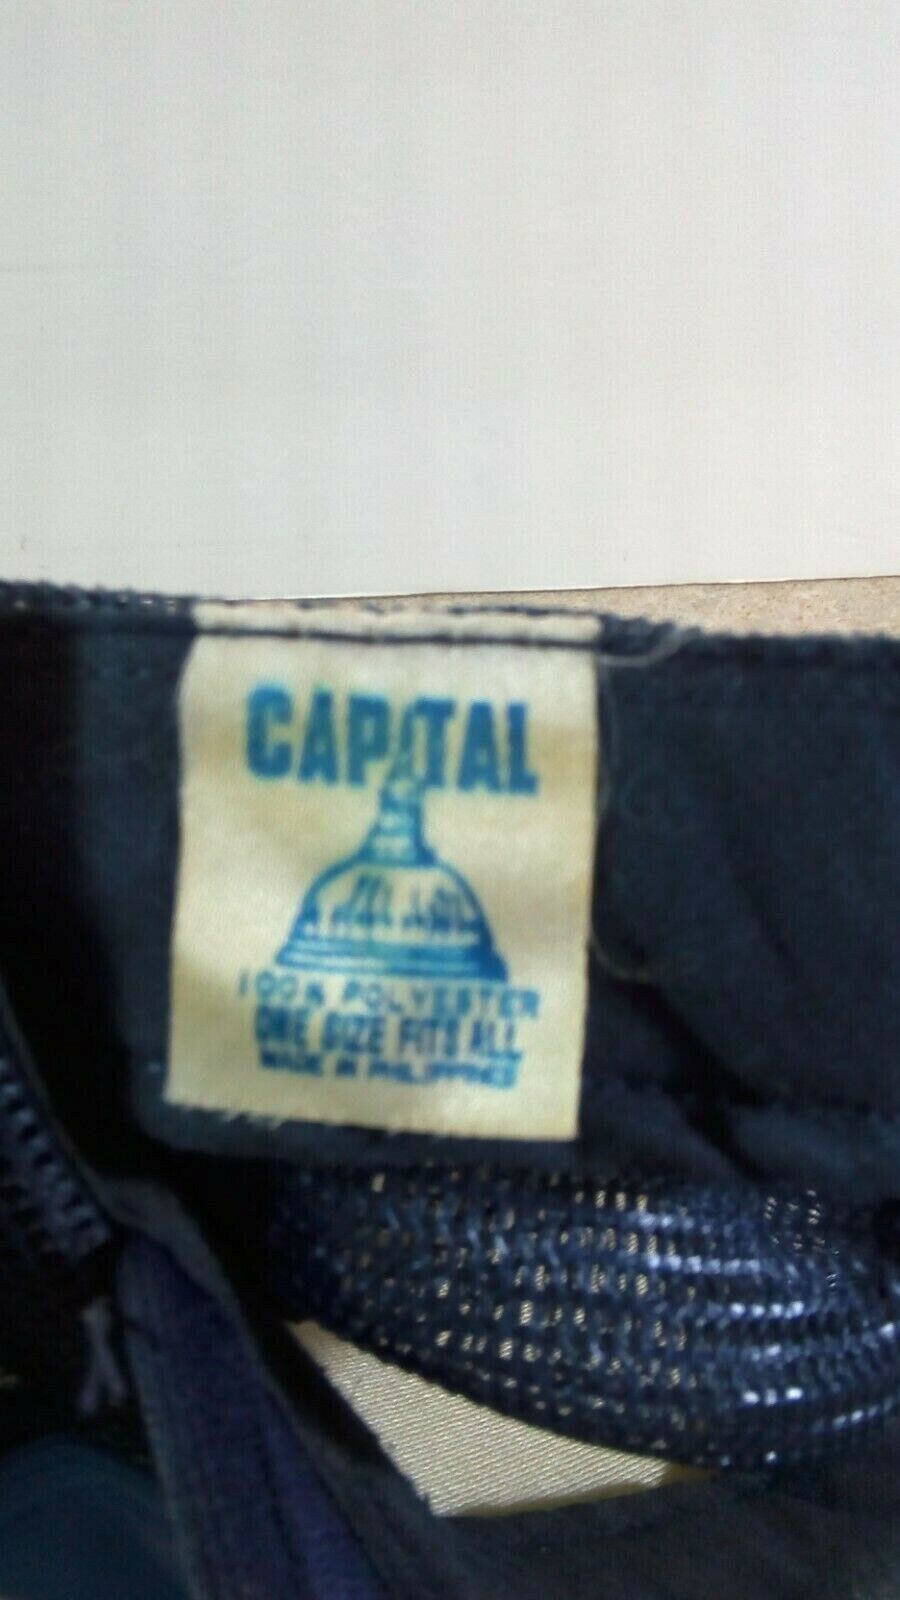 CAPITAL
100% POLYESTER
ONE SIZE FITS ALL
MADE IN PHILIPPINES